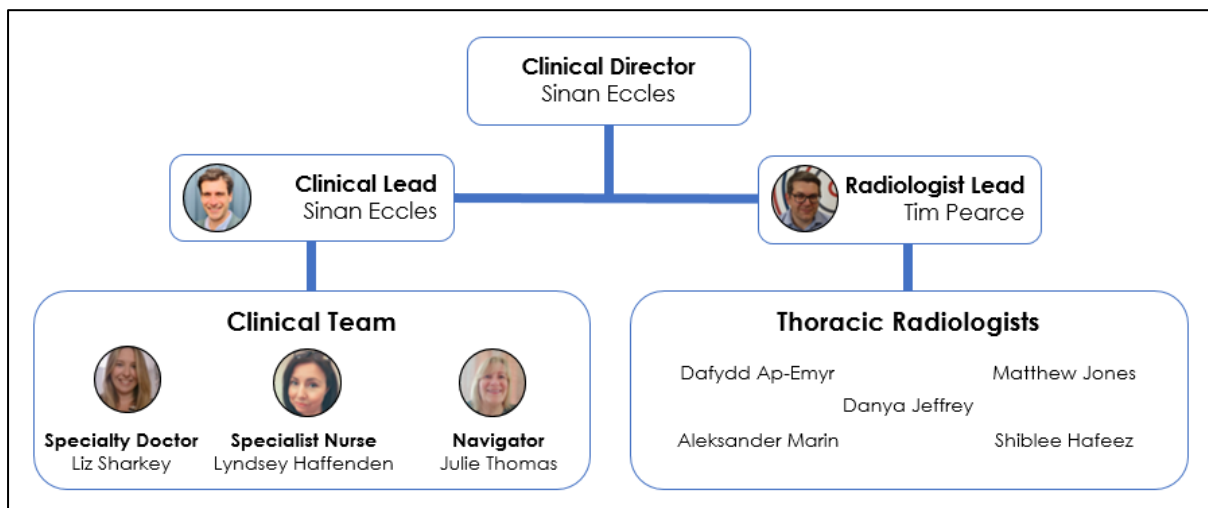 Clinical Director
Sinan Eccles
Clinical Lead
Sinan Eccles
Radiologist Lead
Tim Pearce
Clinical Team
Specialty Doctor
Liz Sharkey
Specialist Nurse
Lyndsey Haffenden
Navigator
Julie Thomas
Thoracic Radiologists
Dafydd Ap-Emyr
Matthew Jones
Danya Jeffrey
Aleksander Marin
Shiblee Hafeez